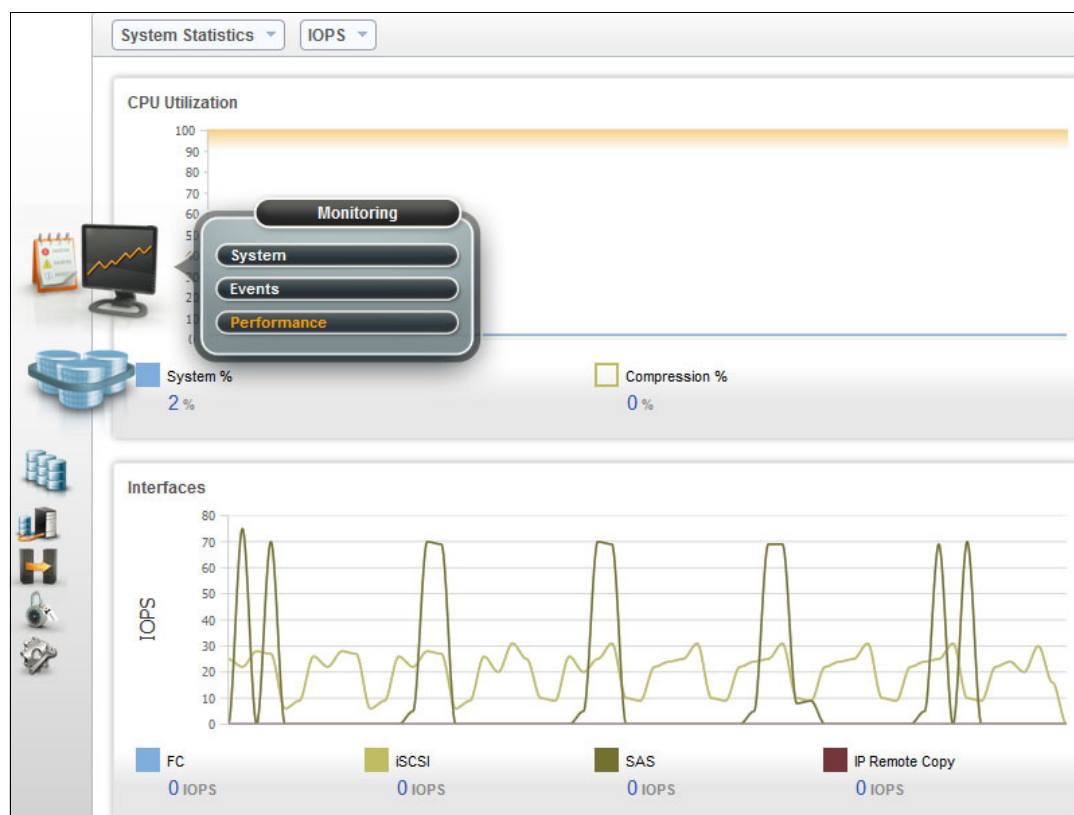 System Statistics
IOPS
CPU Utilization
100
90
80
70
60
Monitoring
System
Events
Performance
System %
2 %
Compression %
0 %
Interfaces
IOPS
80
70
60
50
40
30
20
10
0
FC
0 IOPS
iSCSI
0 IOPS
SAS
0 IOPS
IP Remote Copy
0 IOPS